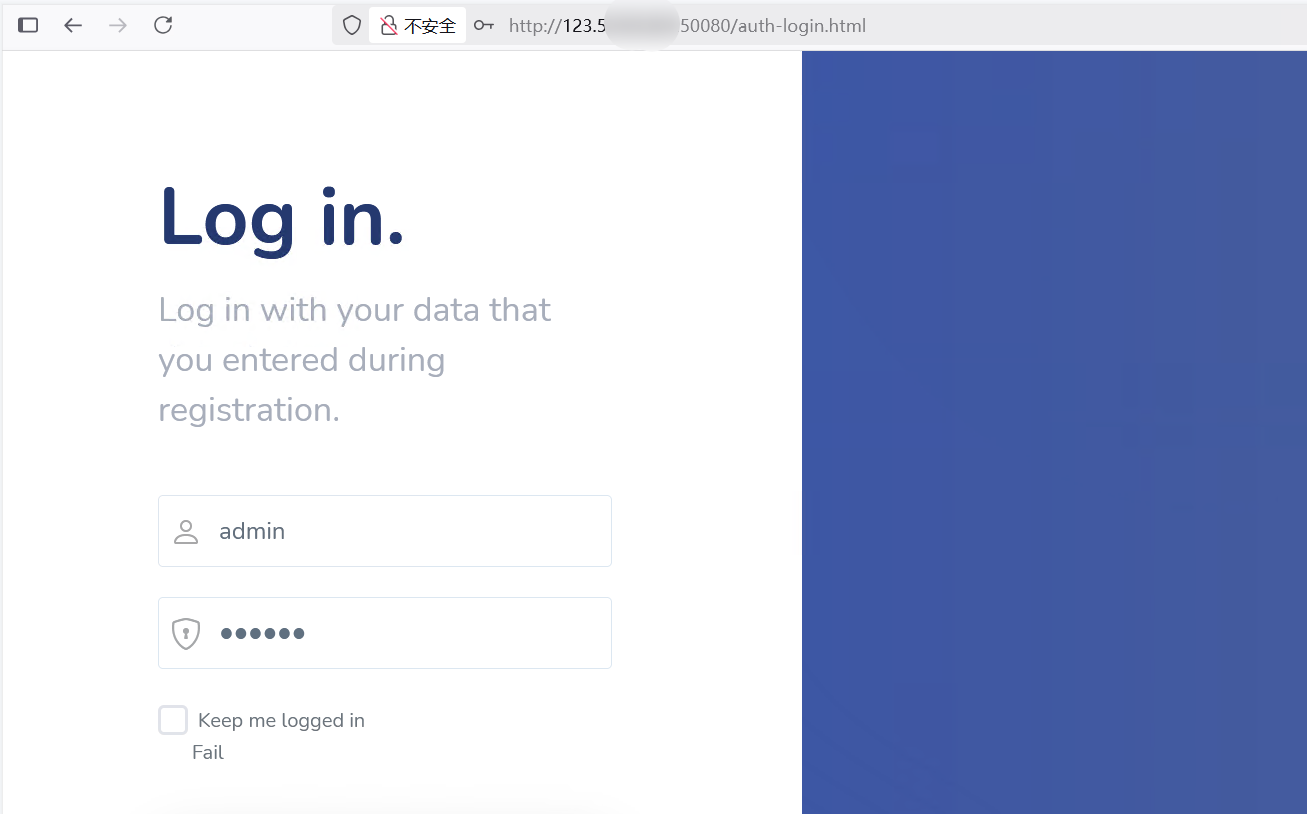 不安全 http://123.5 50080/auth-login.html
Log in.
Log in with your data that
you entered during
registration.
admin
••••••
Keep me logged in
Fail